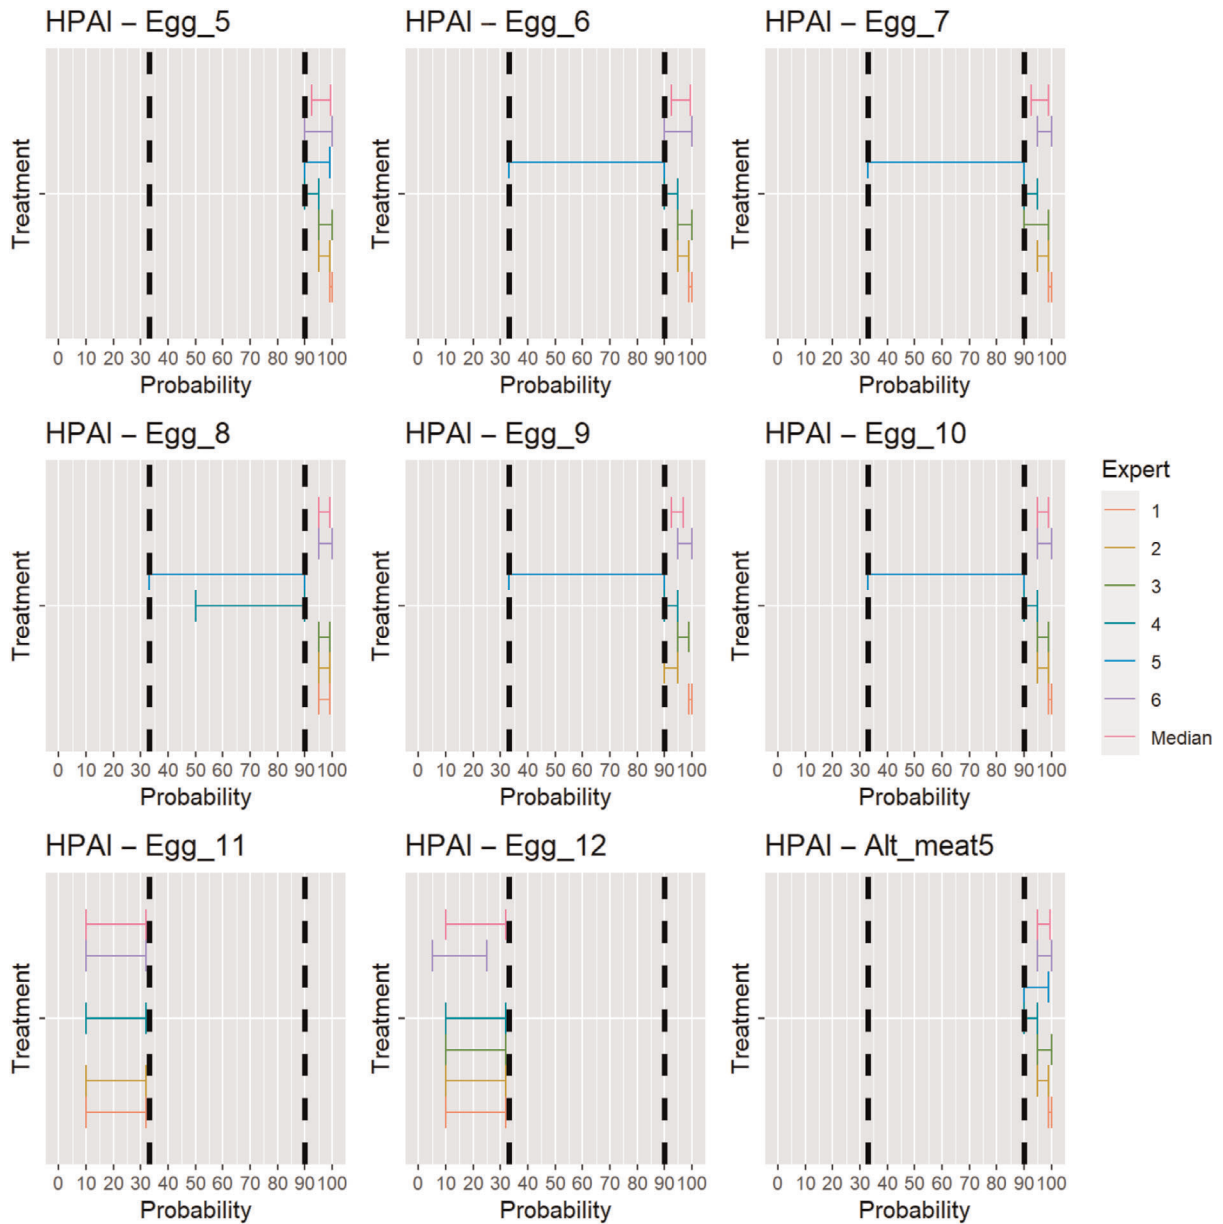 HPAI – Egg_5
HPAI – Egg_6
HPAI – Egg_7
Treatment
Treatment
Treatment
0 10 20 30 40 50 60 70 80 90 100
0 10 20 30 40 50 60 70 80 90 100
0 10 20 30 40 50 60 70 80 90 100
Probability
Probability
Probability
HPAI – Egg_8
HPAI – Egg_9
HPAI – Egg_10
Treatment
Treatment
Treatment
0 10 20 30 40 50 60 70 80 90 100
0 10 20 30 40 50 60 70 80 90 100
0 10 20 30 40 50 60 70 80 90 100
Probability
Probability
Probability
Expert
1
2
3
4
5
6
Median
HPAI – Egg_11
HPAI – Egg_12
HPAI – Alt_meat5
Treatment
Treatment
Treatment
0 10 20 30 40 50 60 70 80 90 100
0 10 20 30 40 50 60 70 80 90 100
0 10 20 30 40 50 60 70 80 90 100
Probability
Probability
Probability